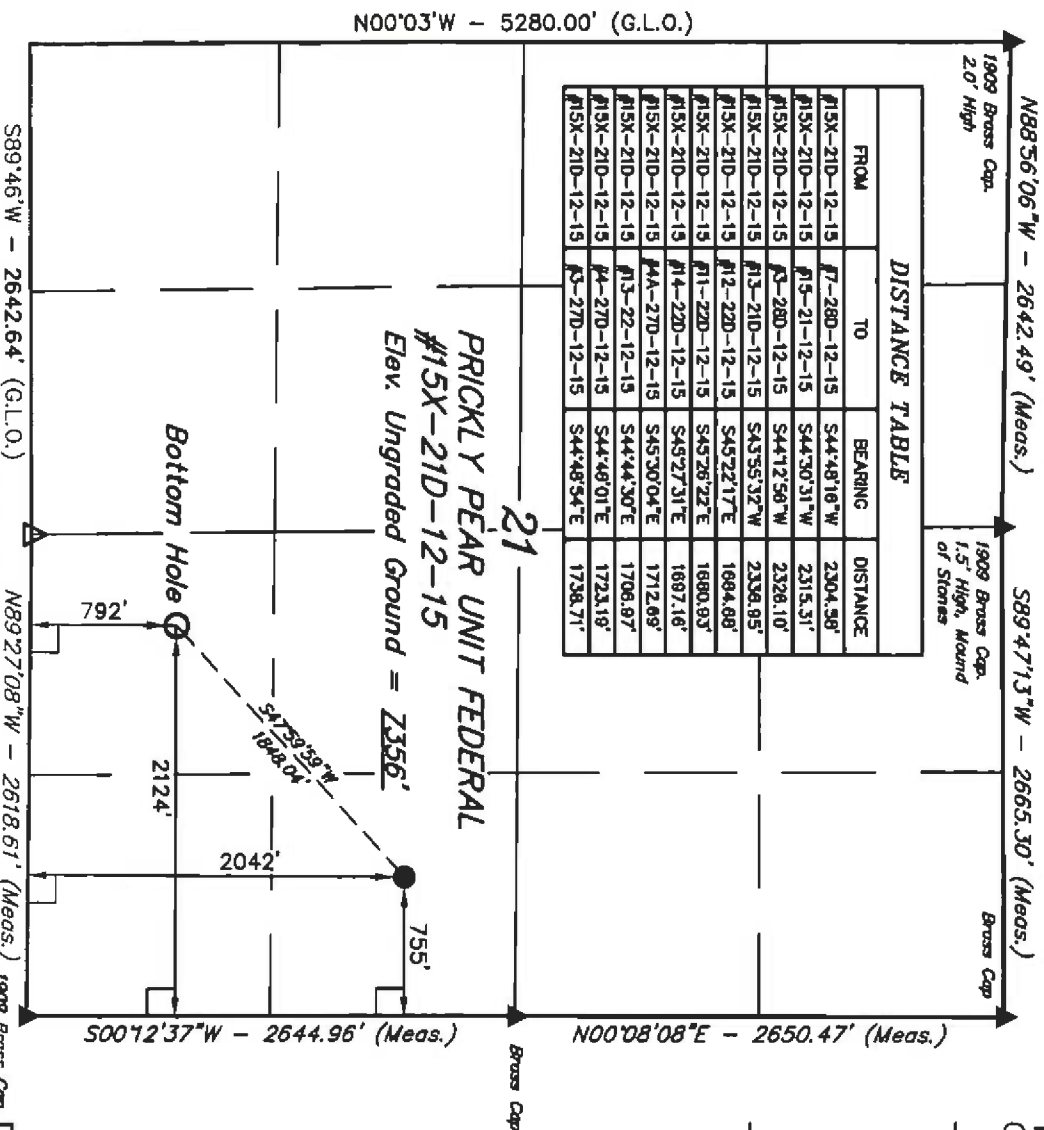 N00°03'W - 5280.00' (G.L.O.)
N88°56'06"W - 2642.49' (Meas.)
S89°47'13"W - 2665.30' (Meas.)
1909 Brass Cap.
2.0' High
1909 Brass Cap.
1.5' High, Mound
of Stones
Brass Cap
DISTANCE TABLE
FROM TO BEARING DISTANCE
#15X-21D-12-15 #7-28D-12-15 S44°48'16"W 2304.58'
#15X-21D-12-15 #15-21-12-15 S44°30'31"W 2315.31'
#15X-21D-12-15 #3-28D-12-15 S44°12'56"W 2326.10'
#15X-21D-12-15 #13-21D-12-15 S43°55'32"W 2336.95'
#15X-21D-12-15 #12-22D-12-15 S45°22'17"E 1664.68'
#15X-21D-12-15 #11-22D-12-15 S45°26'22"E 1680.93'
#15X-21D-12-15 #14-22D-12-15 S45°27'31"E 1697.16'
#15X-21D-12-15 #4A-27D-12-15 S45°30'04"E 1712.69'
#15X-21D-12-15 #13-22-12-15 S44°44'30"E 1706.97'
#15X-21D-12-15 #4-27D-12-15 S44°46'01"E 1723.19'
#15X-21D-12-15 #3-27D-12-15 S44°48'54"E 1738.71'
21
PRICKLY PEAR UNIT FEDERAL
#15X-21D-12-15
Elev. Ungraded Ground = 7356'
Bottom Hole
S47°59'59"W
1848.04'
792'
2124'
2042'
755'
N00°08'08"E - 2650.47' (Meas.)
Brass Cap
S00°12'37"W - 2644.96' (Meas.)
S89°46'W - 2642.64' (G.L.O.)
N89°27'08"W - 2618.61' (Meas.)
1909 Brass Cap